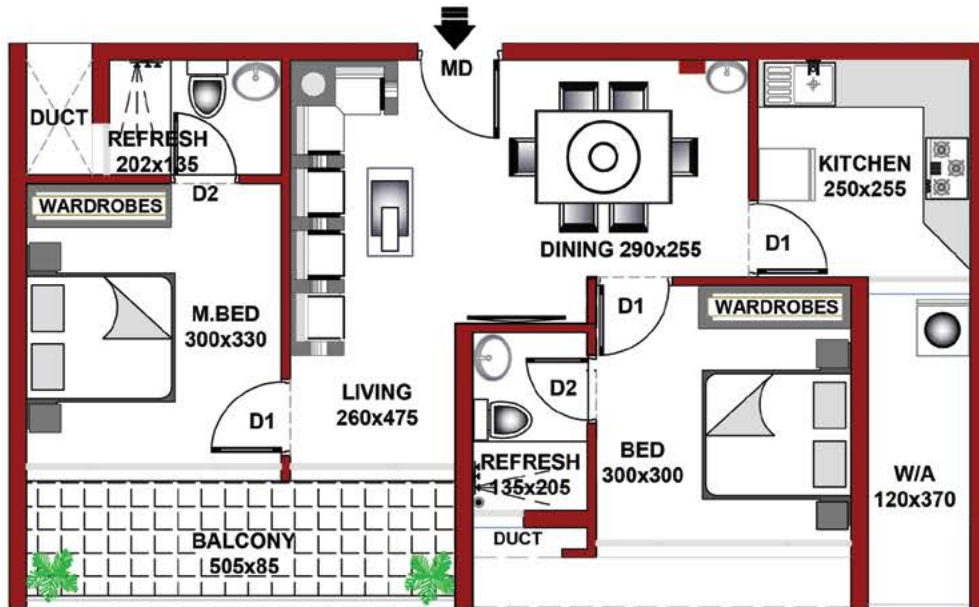 MD
DUCT
REFRESH
202x135
D2
WARDROBES
KITCHEN
250x255
DINING 290x255
D1
D1
WARDROBES
M.BED
300x330
D1
LIVING
260x475
D2
REFRESH
135x205
BED
300x300
W/A
120x370
DUCT
BALCONY
505x85